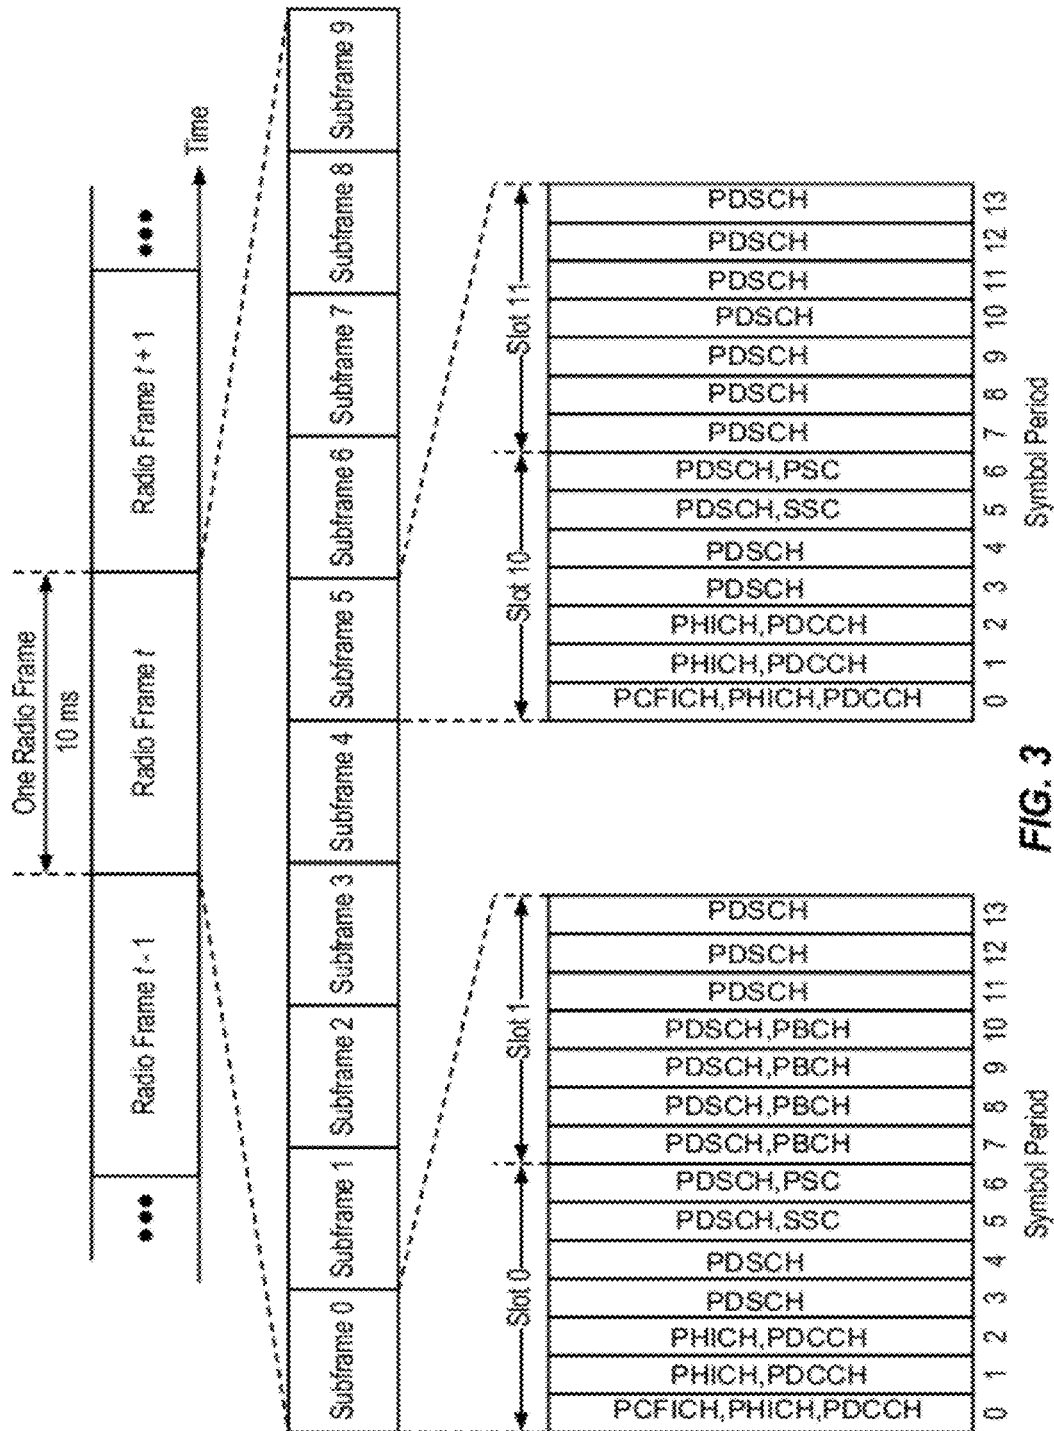 One Radio Frame
10 ms
••• Radio Frame t - 1 Radio Frame t Radio Frame t + 1 •••
Time
Subframe 0 Subframe 1 Subframe 2 Subframe 3 Subframe 4 Subframe 5 Subframe 6 Subframe 7 Subframe 8 Subframe 9
Slot 0 Slot 1
PCFICH,PHICH,PDCCH
PHICH,PDCCH
PHICH,PDCCH
PDSCH
PDSCH
PDSCH,SSC
PDSCH,PSC
PDSCH,PBCH
PDSCH,PBCH
PDSCH,PBCH
PDSCH,PBCH
PDSCH
PDSCH
PDSCH
0 1 2 3 4 5 6 7 8 9 10 11 12 13
Symbol Period
Slot 10 Slot 11
PCFICH,PHICH,PDCCH
PHICH,PDCCH
PHICH,PDCCH
PDSCH
PDSCH
PDSCH,SSC
PDSCH,PSC
PDSCH
PDSCH
PDSCH
PDSCH
PDSCH
PDSCH
PDSCH
0 1 2 3 4 5 6 7 8 9 10 11 12 13
Symbol Period
FIG. 3